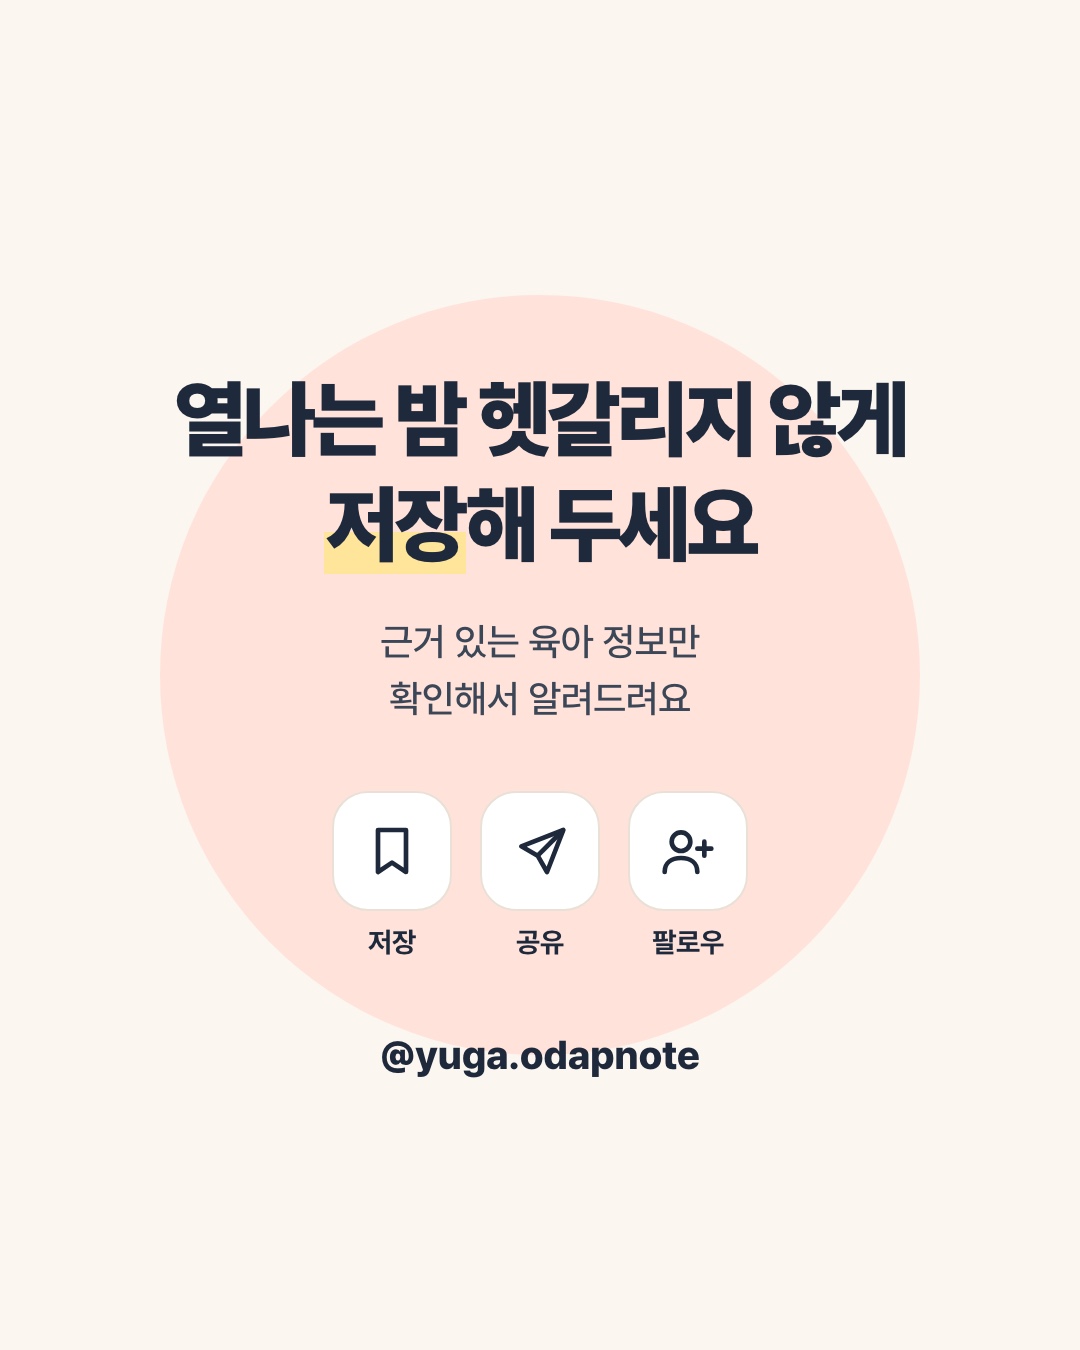 열나는 밤 헷갈리지 않게
저장해 두세요
근거 있는 육아 정보만
확인해서 알려드려요
저장 공유 팔로우
@yuga.odapnote